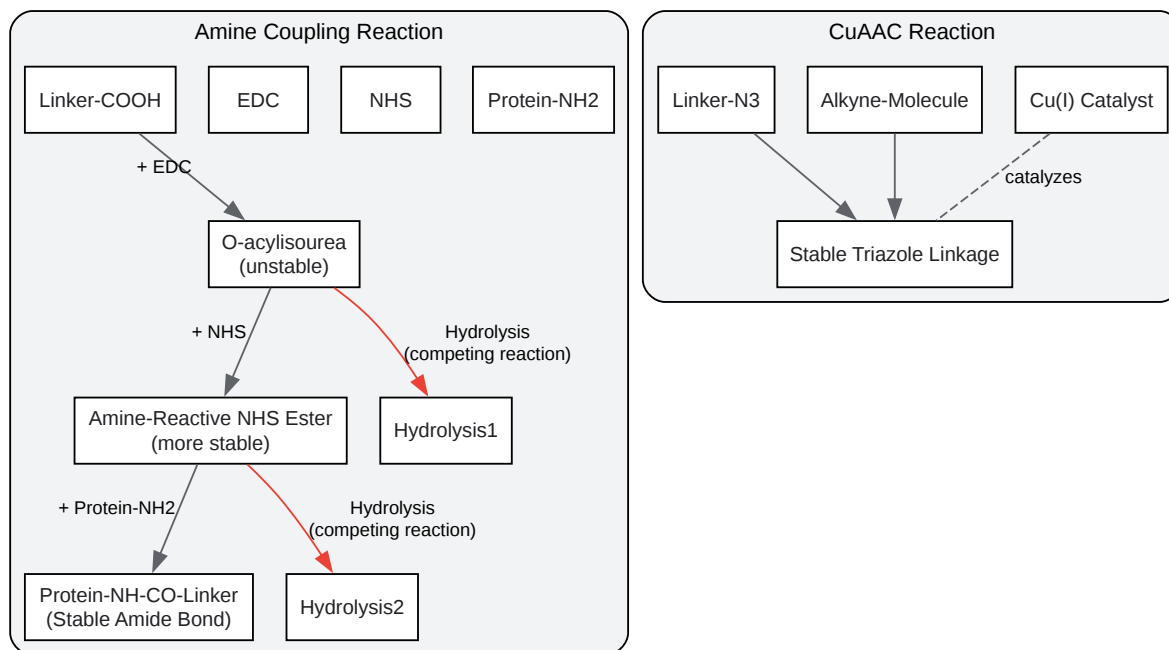 Amine Coupling Reaction
Linker-COOH
EDC
NHS
Protein-NH2
+ EDC
O-acylisourea
(unstable)
+ NHS
Hydrolysis
(competing reaction)
Amine-Reactive NHS Ester
(more stable)
Hydrolysis1
+ Protein-NH2
Hydrolysis
(competing reaction)
Protein-NH-CO-Linker
(Stable Amide Bond)
Hydrolysis2
CuAAC Reaction
Linker-N3
Alkyne-Molecule
Cu(I) Catalyst
catalyzes
Stable Triazole Linkage